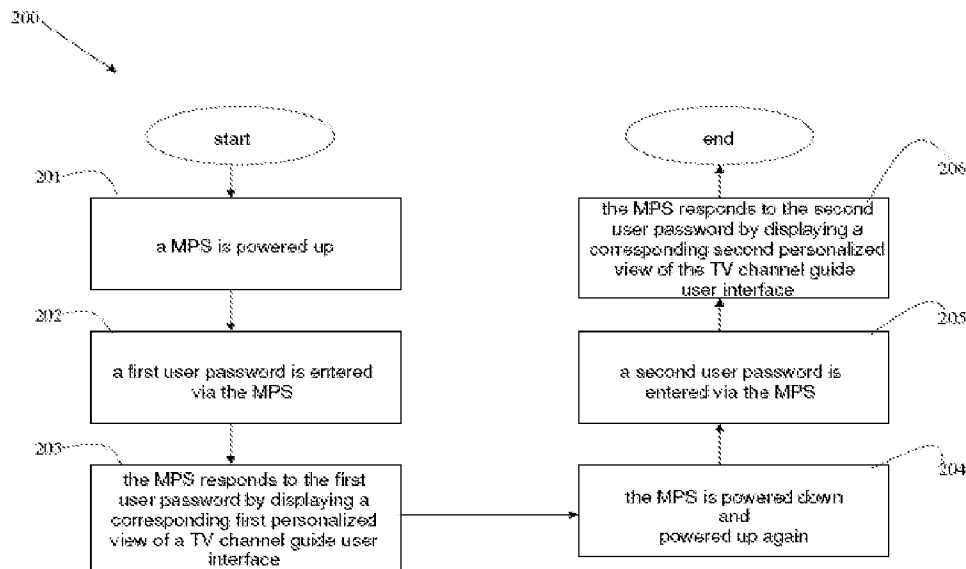 200
start
201
a MPS is powered up
202
a first user password is entered
via the MPS
203
the MPS responds to the first
user password by displaying a
corresponding first personalized
view of a TV channel guide user
interface
204
the MPS is powered down
and
powered up again
205
a second user password is
entered via the MPS
206
the MPS responds to the second
user password by displaying a
corresponding second personalized
view of the TV channel guide
user interface
end